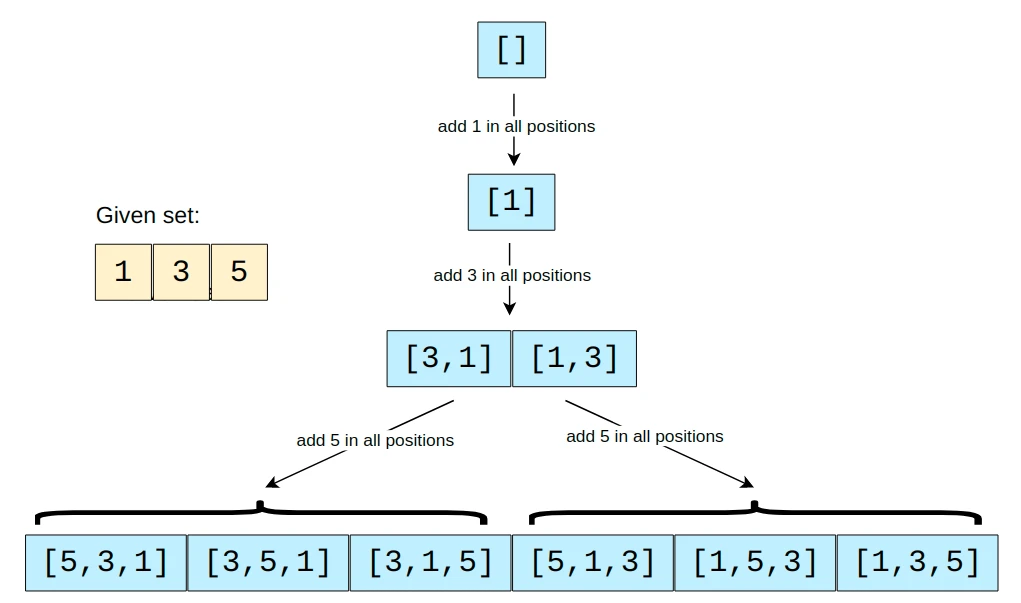 []
add 1 in all positions
[1]
Given set:
1 3 5
add 3 in all positions
[3,1] [1,3]
add 5 in all positions add 5 in all positions
[5,3,1] [3,5,1] [3,1,5] [5,1,3] [1,5,3] [1,3,5]